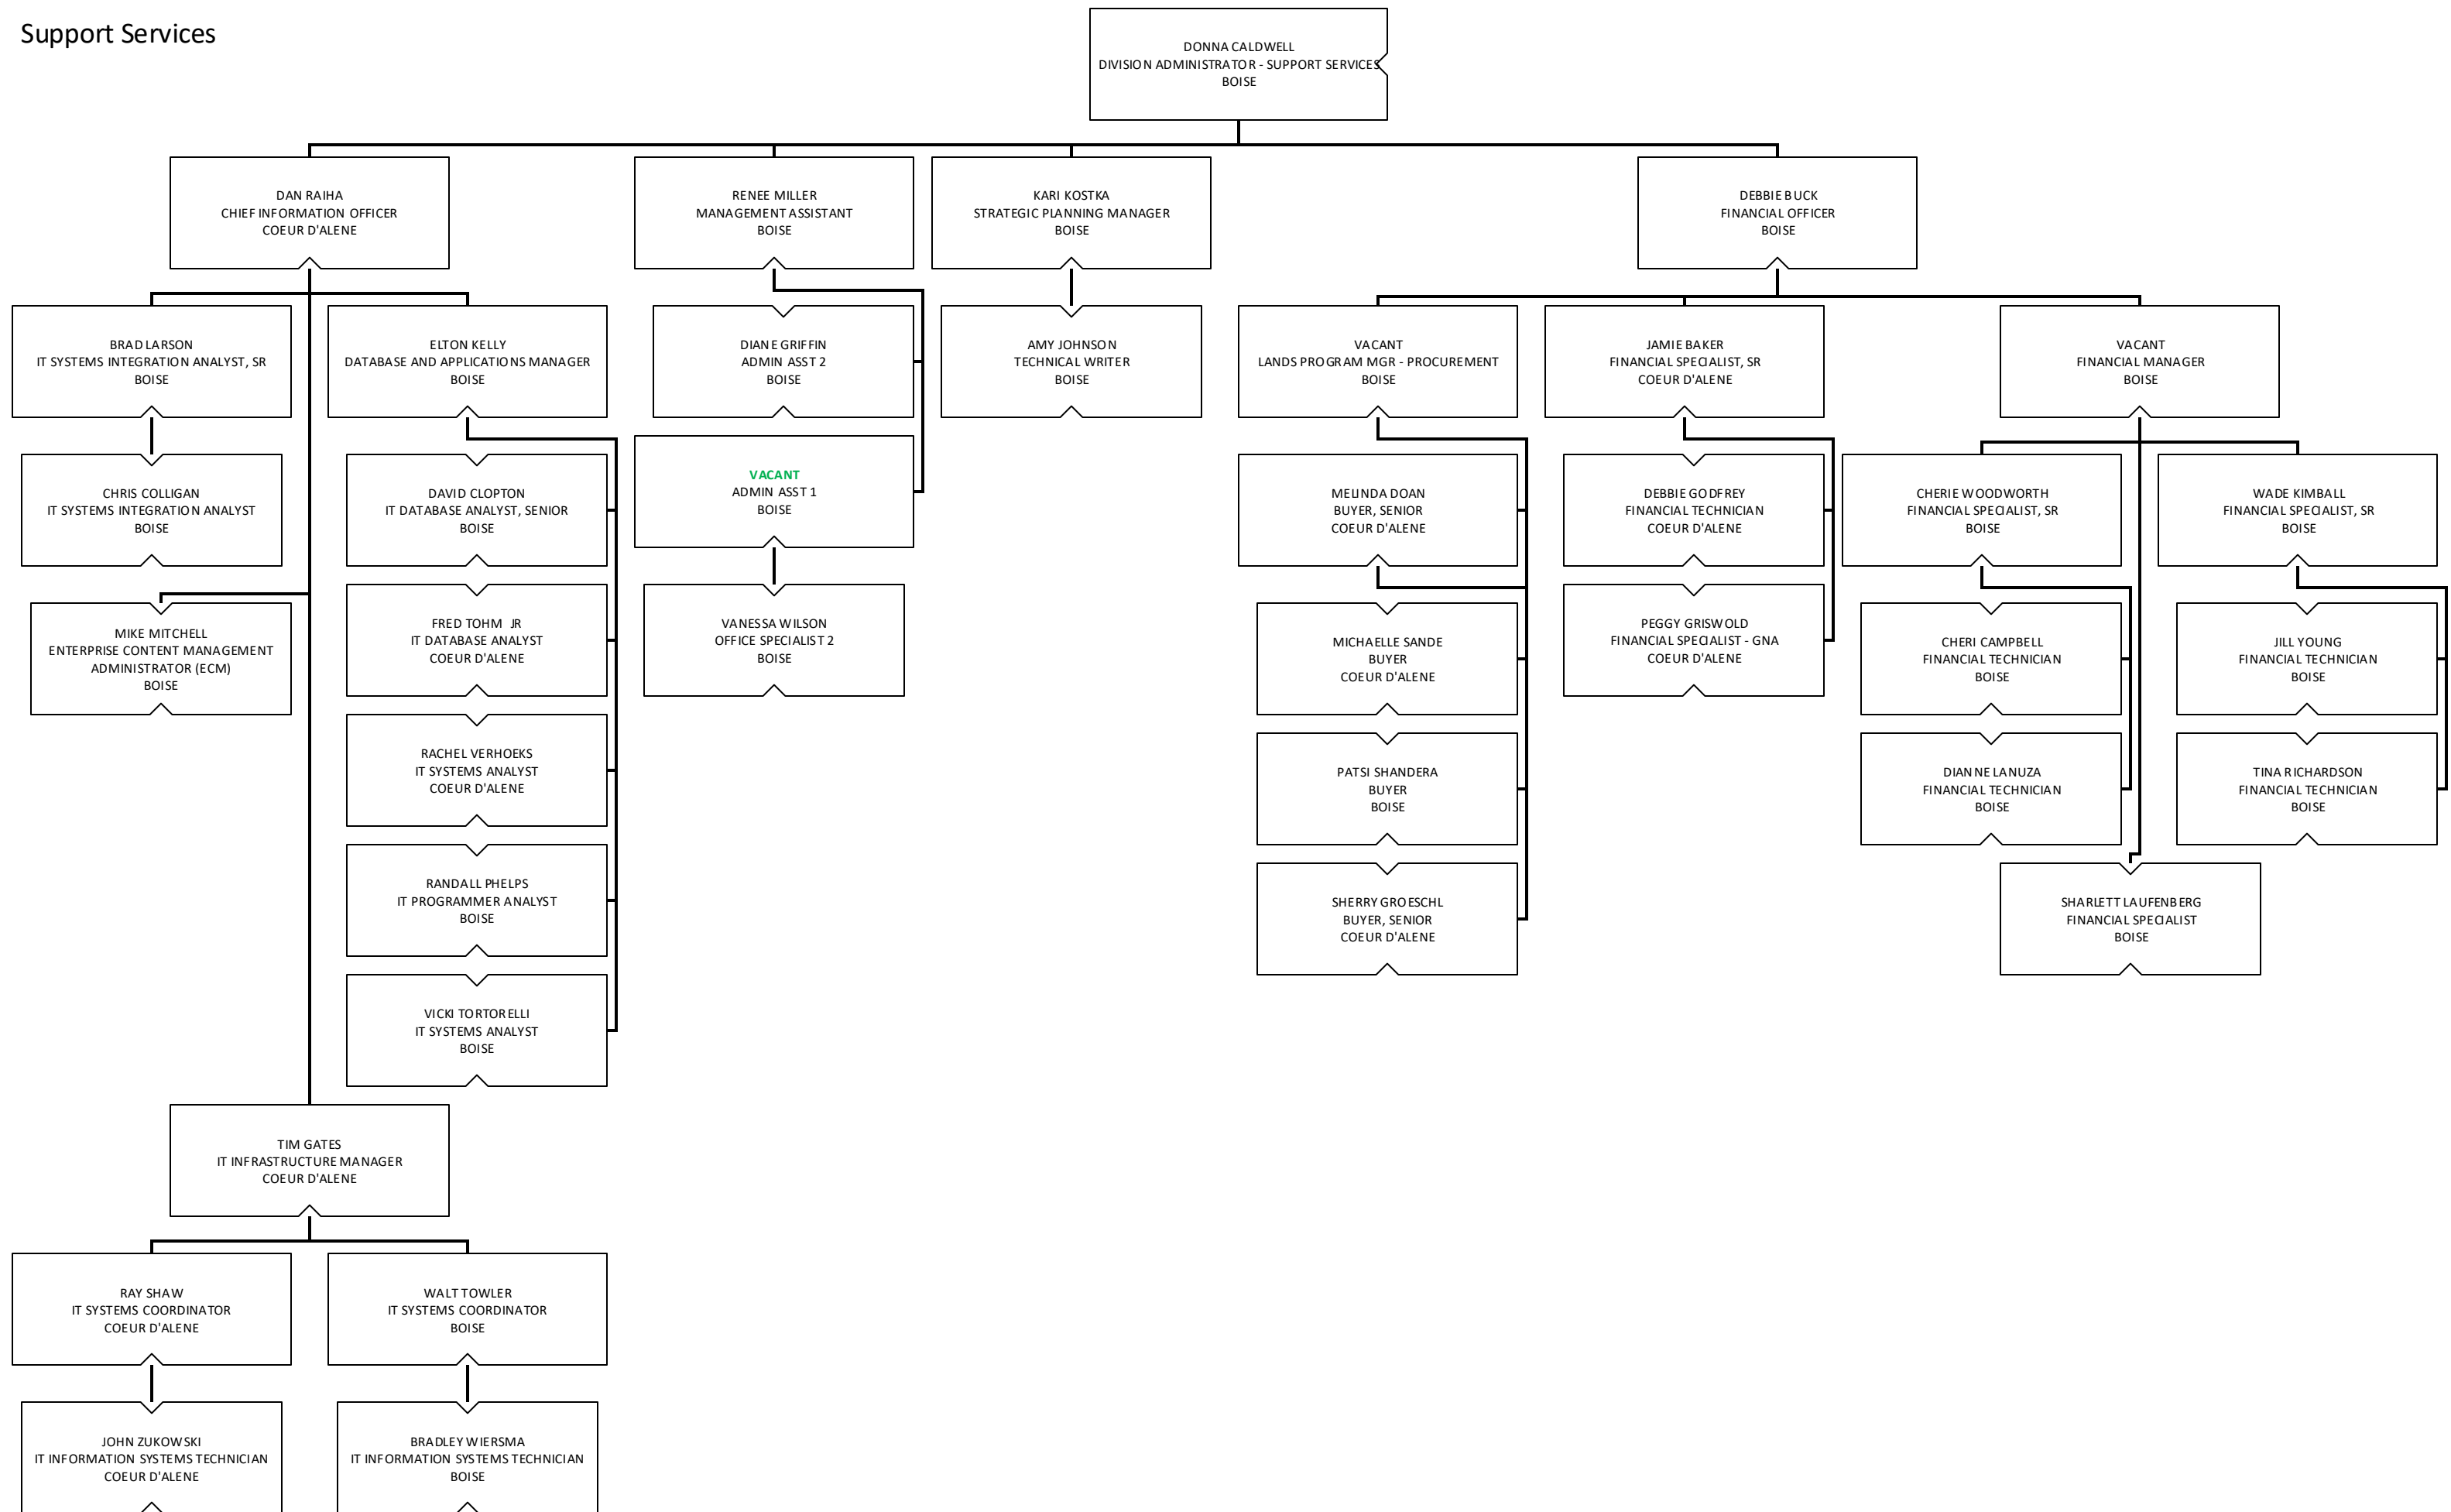 Support Services
DONNA CALDWELL
DIVISION ADMINISTRATOR - SUPPORT SERVICES
BOISE
DAN RAIHA
CHIEF INFORMATION OFFICER
COEUR D'ALENE
RENEE MILLER
MANAGEMENT ASSISTANT
BOISE
KARI KOSTKA
STRATEGIC PLANNING MANAGER
BOISE
DEBBIE BUCK
FINANCIAL OFFICER
BOISE
BRAD LARSON
IT SYSTEMS INTEGRATION ANALYST, SR
BOISE
ELTON KELLY
DATABASE AND APPLICATIONS MANAGER
BOISE
DIANE GRIFFIN
ADMIN ASST 2
BOISE
AMY JOHNSON
TECHNICAL WRITER
BOISE
VACANT
LANDS PROGRAM MGR - PROCUREMENT
BOISE
JAMIE BAKER
FINANCIAL SPECIALIST, SR
COEUR D'ALENE
VACANT
FINANCIAL MANAGER
BOISE
CHRIS COLLIGAN
IT SYSTEMS INTEGRATION ANALYST
BOISE
DAVID CLOPTON
IT DATABASE ANALYST, SENIOR
BOISE
VACANT
ADMIN ASST 1
BOISE
MELINDA DOAN
BUYER, SENIOR
COEUR D'ALENE
DEBBIE GODFREY
FINANCIAL TECHNICIAN
COEUR D'ALENE
CHERIE WOODWORTH
FINANCIAL SPECIALIST, SR
BOISE
WADE KIMBALL
FINANCIAL SPECIALIST, SR
BOISE
MIKE MITCHELL
ENTERPRISE CONTENT MANAGEMENT
ADMINISTRATOR (ECM)
BOISE
FRED TOHM JR
IT DATABASE ANALYST
COEUR D'ALENE
VANESSA WILSON
OFFICE SPECIALIST 2
BOISE
MICHAELLE SANDE
BUYER
COEUR D'ALENE
PEGGY GRISWOLD
FINANCIAL SPECIALIST - GNA
COEUR D'ALENE
CHERI CAMPBELL
FINANCIAL TECHNICIAN
BOISE
JILL YOUNG
FINANCIAL TECHNICIAN
BOISE
RACHEL VERHOEKS
IT SYSTEMS ANALYST
COEUR D'ALENE
PATSI SHANDERA
BUYER
BOISE
DIANNE LANUZA
FINANCIAL TECHNICIAN
BOISE
TINA RICHARDSON
FINANCIAL TECHNICIAN
BOISE
RANDALL PHELPS
IT PROGRAMMER ANALYST
BOISE
SHERRY GROESCHL
BUYER, SENIOR
COEUR D'ALENE
SHARLETT LAUFENBERG
FINANCIAL SPECIALIST
BOISE
VICKI TORTORELLI
IT SYSTEMS ANALYST
BOISE
TIM GATES
IT INFRASTRUCTURE MANAGER
COEUR D'ALENE
RAY SHAW
IT SYSTEMS COORDINATOR
COEUR D'ALENE
WALT TOWLER
IT SYSTEMS COORDINATOR
BOISE
JOHN ZUKOWSKI
IT INFORMATION SYSTEMS TECHNICIAN
COEUR D'ALENE
BRADLEY WIERSMA
IT INFORMATION SYSTEMS TECHNICIAN
BOISE